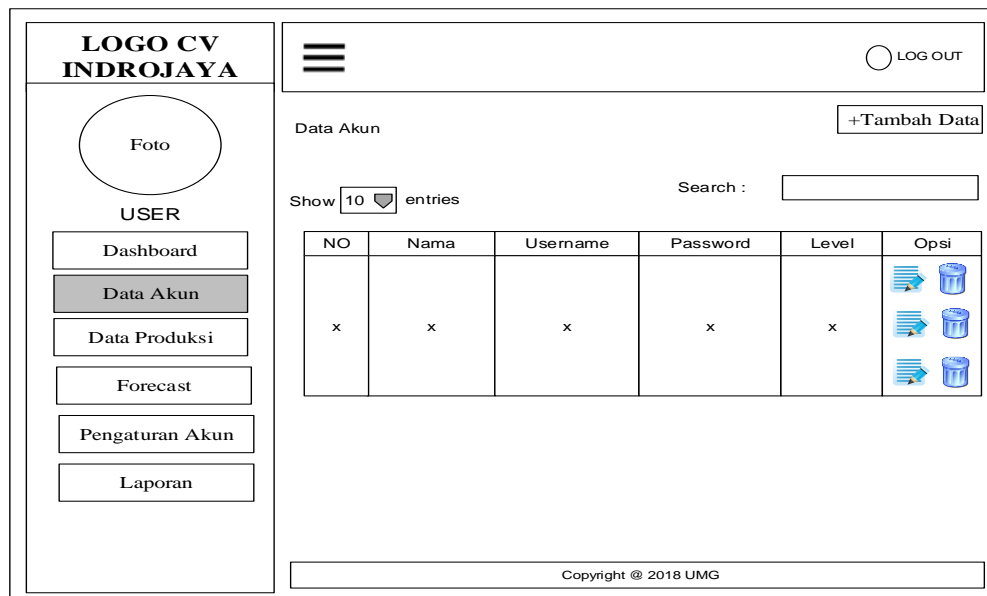 LOGO CV
INDROJAYA
LOG OUT
Foto
USER
Dashboard
Data Akun
Data Produksi
Forecast
Pengaturan Akun
Laporan
Data Akun
+Tambah Data
Show 10 entries
Search :
NO Nama Username Password Level Opsi
x x x x x
Copyright @ 2018 UMG